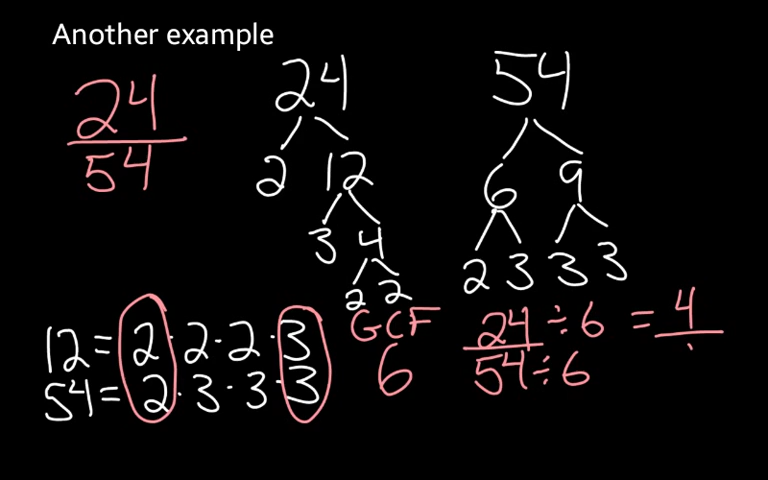 Another example
24
54
24
2 12
3 4
2 2
54
6 9
2 3 3 3
12 = 2 · 2 · 2 · 3
54 = 2 · 3 · 3 · 3
GCF
6
24 ÷ 6 = 4
54 ÷ 6